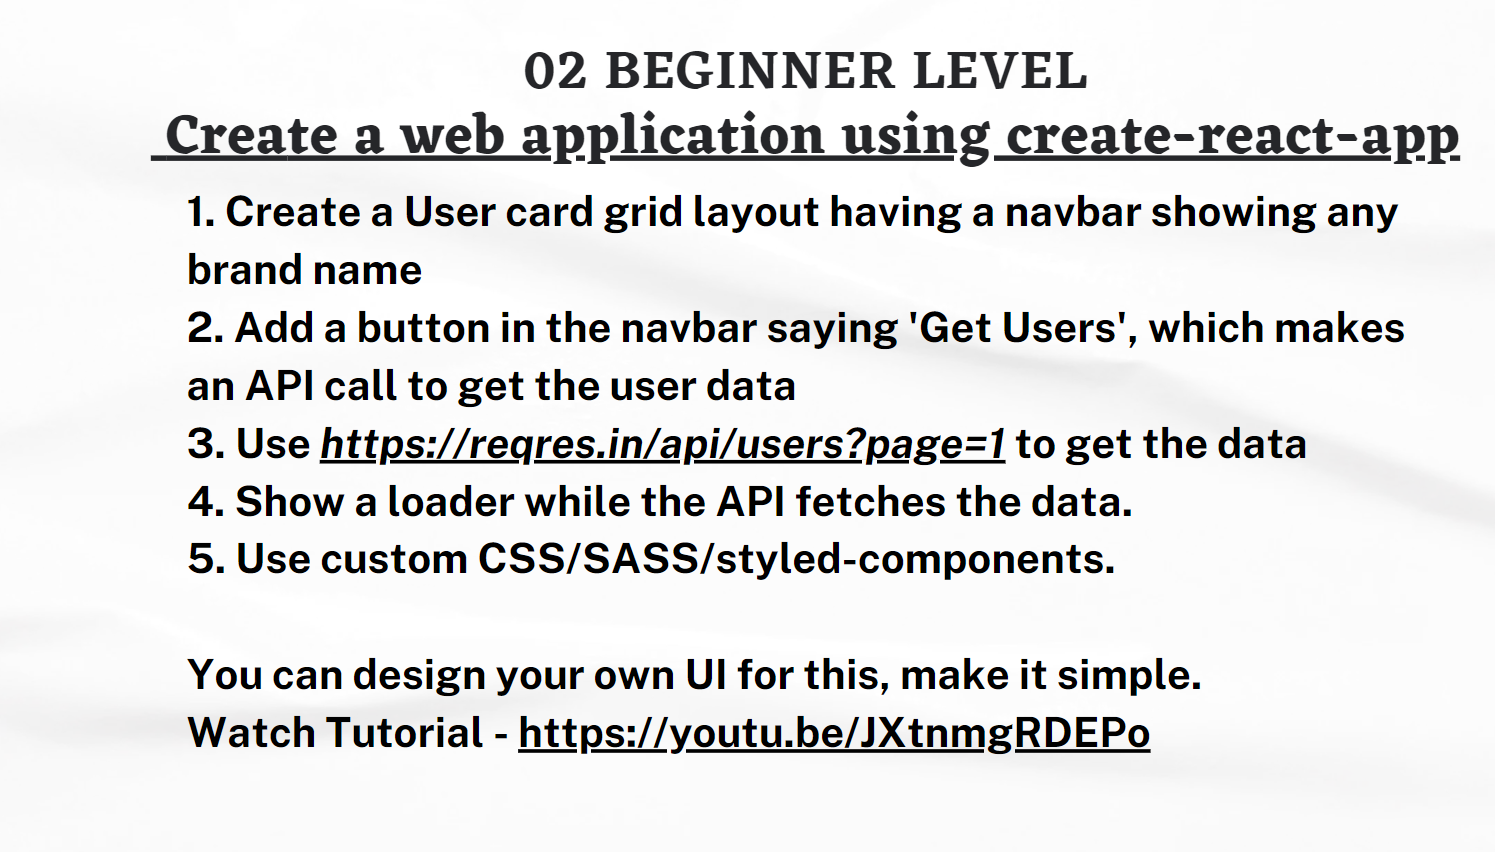 02 BEGINNER LEVEL
Create a web application using create-react-app
1. Create a User card grid layout having a navbar showing any
brand name
2. Add a button in the navbar saying 'Get Users', which makes
an API call to get the user data
3. Use https://reqres.in/api/users?page=1 to get the data
4. Show a loader while the API fetches the data.
5. Use custom CSS/SASS/styled-components.
You can design your own UI for this, make it simple.
Watch Tutorial - https://youtu.be/JXtnmgRDEPo